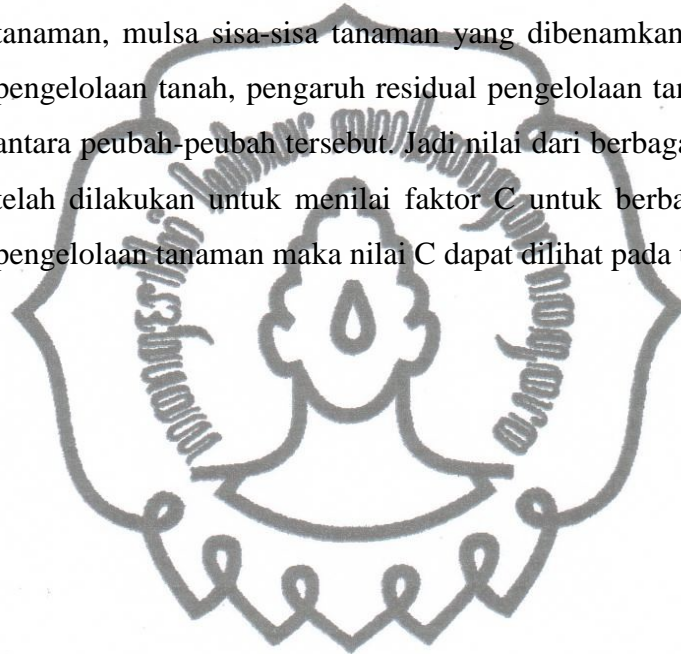 tanaman, mulsa sisa-sisa tanaman yang dibenamkan
pengelolaan tanah, pengaruh residual pengelolaan tan
antara peubah-peubah tersebut. Jadi nilai dari berbaga
telah dilakukan untuk menilai faktor C untuk berba
pengelolaan tanaman maka nilai C dapat dilihat pada t